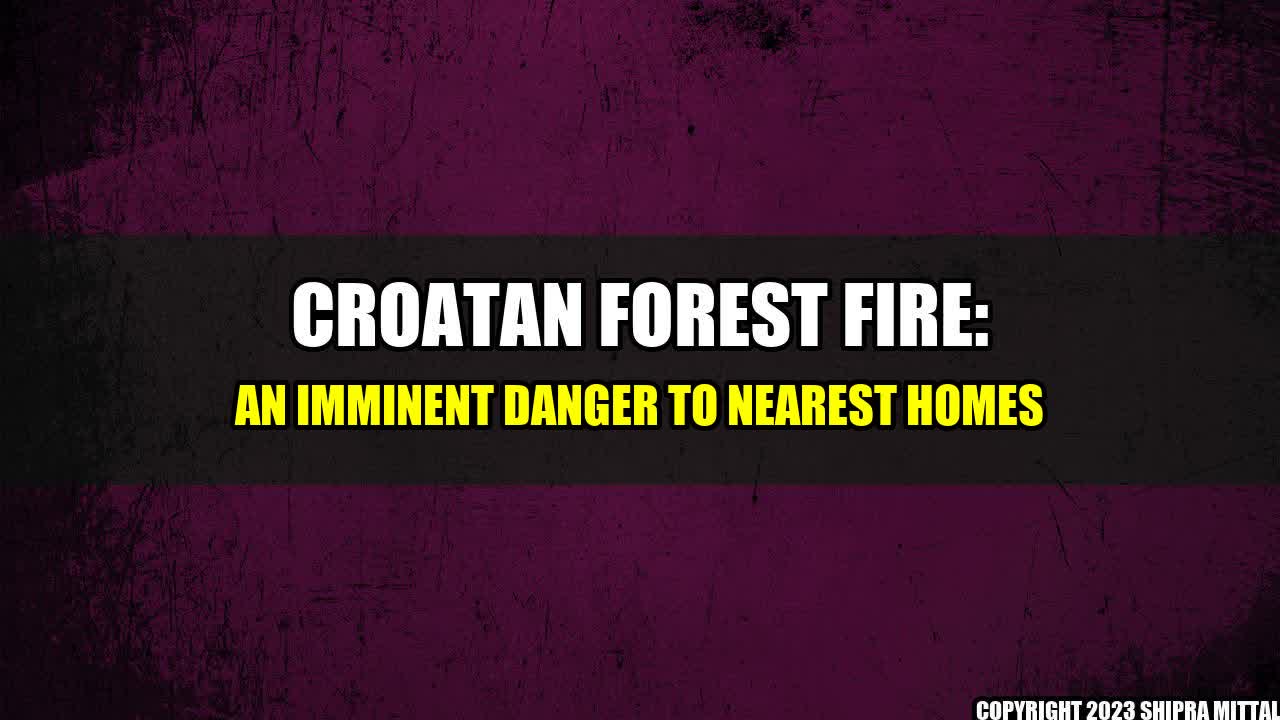 CROATAN FOREST FIRE:
AN IMMINENT DANGER TO NEAREST HOMES
COPYRIGHT 2023 SHIPRA MITTAL